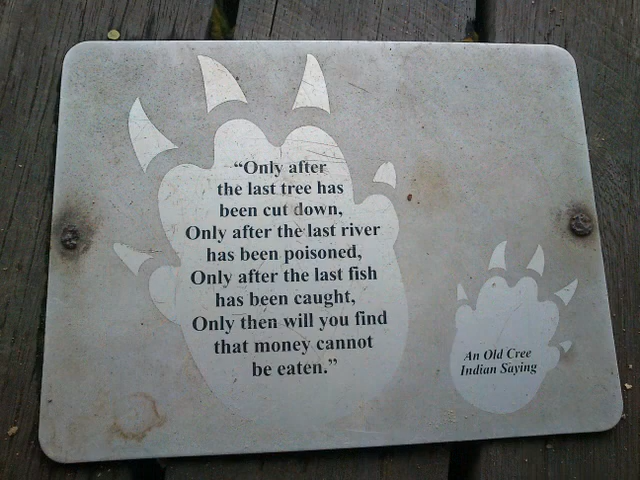 “Only after
the last tree has
been cut down,
Only after the last river
has been poisoned,
Only after the last fish
has been caught,
Only then will you find
that money cannot
be eaten.”
An Old Cree
Indian Saying